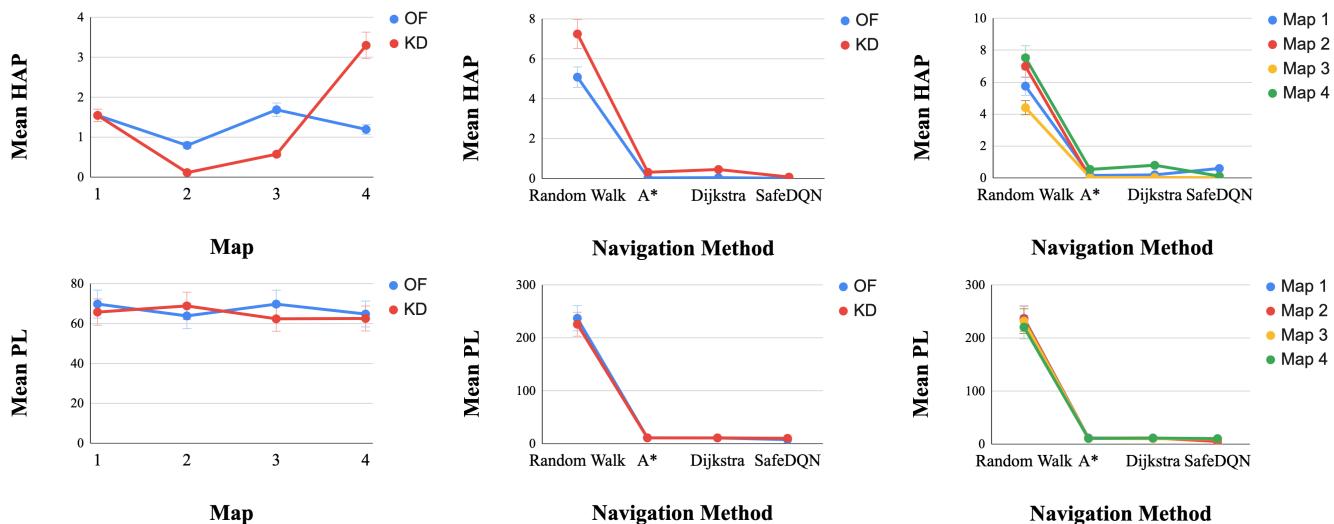 Mean HAP
4
3
2
1
0
1 2 3 4
Map
OF
KD
Mean HAP
8
6
4
2
0
Random Walk A* Dijkstra SafeDQN
Navigation Method
OF
KD
Mean HAP
10
8
6
4
2
0
Random Walk A* Dijkstra SafeDQN
Navigation Method
Map 1
Map 2
Map 3
Map 4
Mean PL
80
60
40
20
0
1 2 3 4
Map
OF
KD
Mean PL
300
200
100
0
Random Walk A* Dijkstra SafeDQN
Navigation Method
OF
KD
Mean PL
300
200
100
0
Random Walk A* Dijkstra SafeDQN
Navigation Method
Map 1
Map 2
Map 3
Map 4